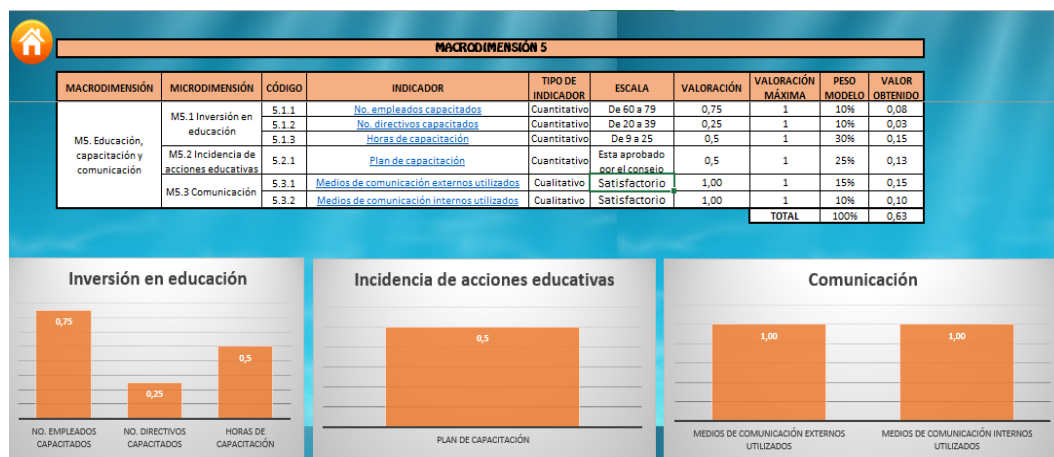 MACRODIMENSIÓN 5
MACRODIMENSIÓN MICRODIMENSIÓN CÓDIGO INDICADOR TIPO DE INDICADOR ESCALA VALORACIÓN VALORACIÓN MÁXIMA PESO MODELO VALOR OBTENIDO
M5. Educación, capacitación y comunicación
M5.1 Inversión en educación
5.1.1 No. empleados capacitados Cuantitativo De 60 a 79 0,75 1 10% 0,08
5.1.2 No. directivos capacitados Cuantitativo De 20 a 39 0,25 1 10% 0,03
5.1.3 Horas de capacitación Cuantitativo De 9 a 25 0,5 1 30% 0,15
M5.2 Incidencia de acciones educativas
5.2.1 Plan de capacitación Cuantitativo Esta aprobado por el consejo 0,5 1 25% 0,13
M5.3 Comunicación
5.3.1 Medios de comunicación externos utilizados Cualitativo Satisfactorio 1,00 1 15% 0,15
5.3.2 Medios de comunicación internos utilizados Cualitativo Satisfactorio 1,00 1 10% 0,10
TOTAL 100% 0,63
Inversión en educación
0,75
0,25
0,5
NO. EMPLEADOS CAPACITADOS
NO. DIRECTIVOS CAPACITADOS
HORAS DE CAPACITACIÓN
Incidencia de acciones educativas
0,5
PLAN DE CAPACITACIÓN
Comunicación
1,00
1,00
MEDIOS DE COMUNICACIÓN EXTERNOS UTILIZADOS
MEDIOS DE COMUNICACIÓN INTERNOS UTILIZADOS